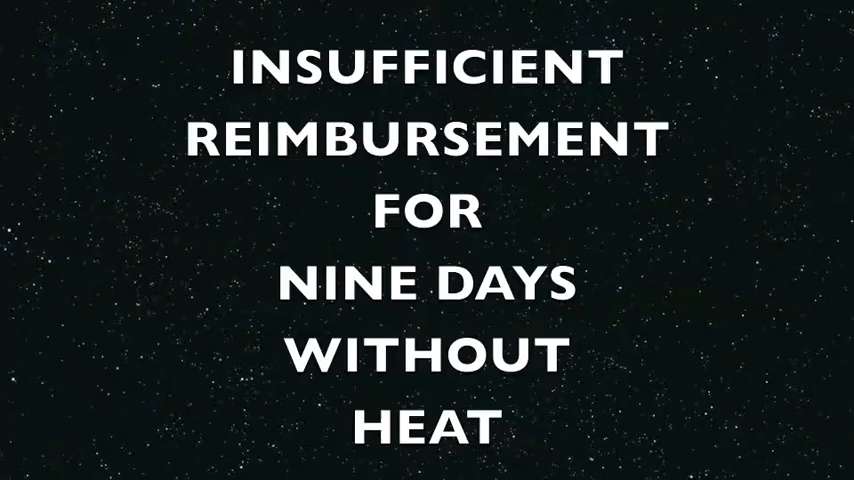 INSUFFICIENT
REIMBURSEMENT
FOR
NINE DAYS
WITHOUT
HEAT